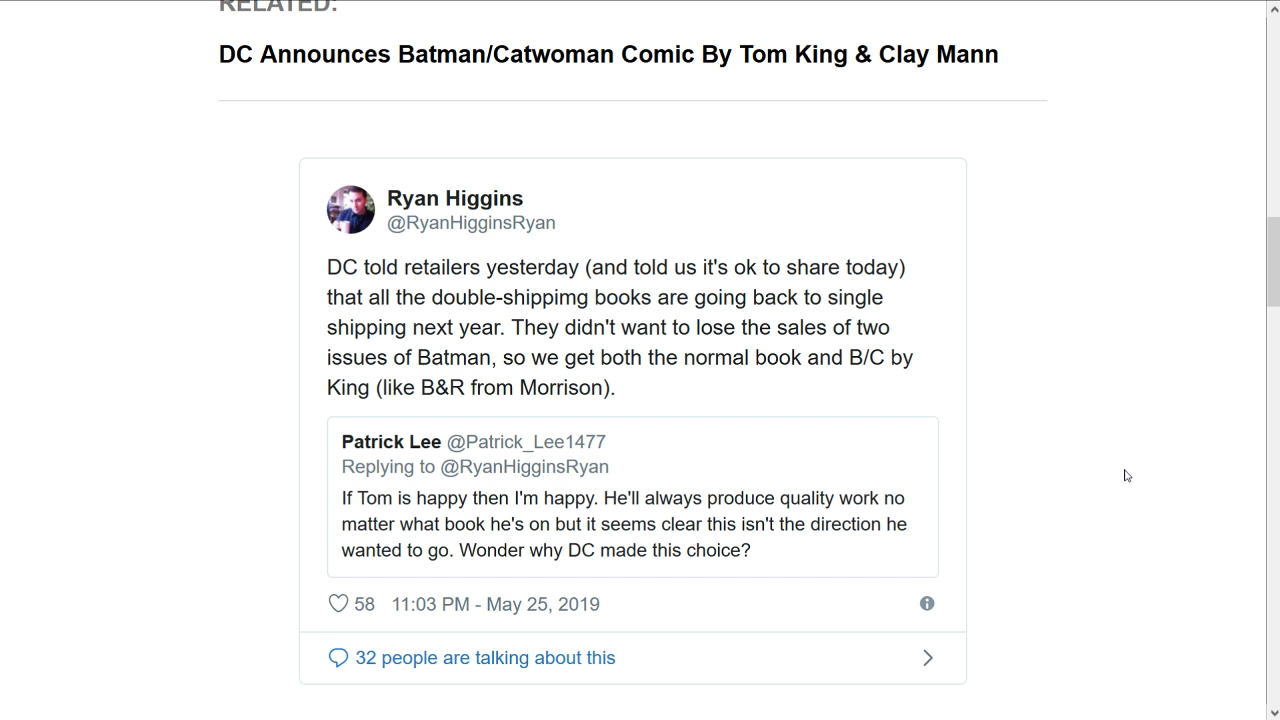 RELATED:
DC Announces Batman/Catwoman Comic By Tom King & Clay Mann
Ryan Higgins
@RyanHigginsRyan
DC told retailers yesterday (and told us it's ok to share today)
that all the double-shippimg books are going back to single
shipping next year. They didn't want to lose the sales of two
issues of Batman, so we get both the normal book and B/C by
King (like B&R from Morrison).
Patrick Lee @Patrick_Lee1477
Replying to @RyanHigginsRyan
If Tom is happy then I'm happy. He'll always produce quality work no
matter what book he's on but it seems clear this isn't the direction he
wanted to go. Wonder why DC made this choice?
58 11:03 PM - May 25, 2019
32 people are talking about this